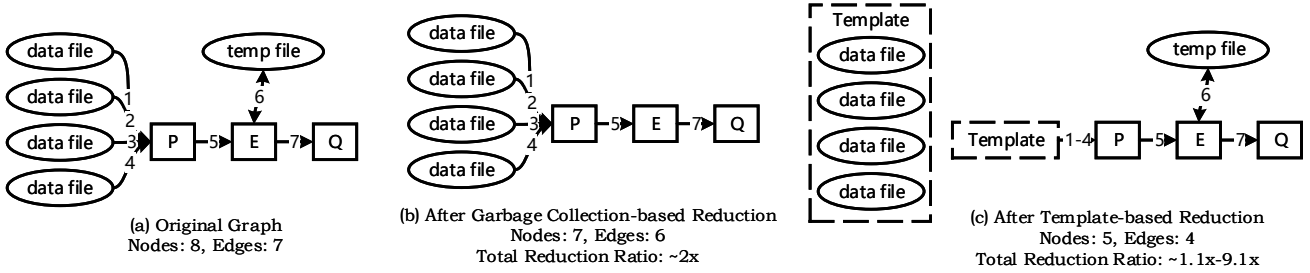 data file
data file
data file
data file
temp file
1
2
3
4
P
5
E
6
7
Q
(a) Original Graph
Nodes: 8, Edges: 7
data file
data file
data file
data file
1
2
3
4
P
5
E
7
Q
(b) After Garbage Collection-based Reduction
Nodes: 7, Edges: 6
Total Reduction Ratio: ~2x
Template
data file
data file
data file
data file
temp file
6
Template
1-4
P
5
E
7
Q
(c) After Template-based Reduction
Nodes: 5, Edges: 4
Total Reduction Ratio: ~1.1x-9.1x